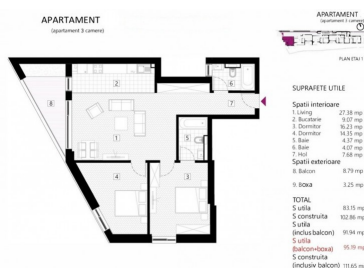 APARTAMENT
(apartament 3 camere)
2
6
7
8
1
5
4
3
APARTAMENT
(apartament 3 camere)
PLAN ETAJ 1
SUPRAFETE UTILE
Spatii interioare
1. Living 27.38 mp
2. Bucatarie 9.07 mp
3. Dormitor 16.23 mp
4. Dormitor 14.35 mp
5. Baie 4.37 mp
6. Baie 4.07 mp
7. Hol 7.68 mp
Spatii exterioare
8. Balcon 8.79 mp
9. Boxa 3.25 mp
TOTAL
S utila 83.15 mp
S construita 102.86 mp
S utila
(inclus balcon) 91.94 mp
S utila
(balcon+boxa) 95.19 mp
S construita
(inclusiv balcon) 111.65 mp